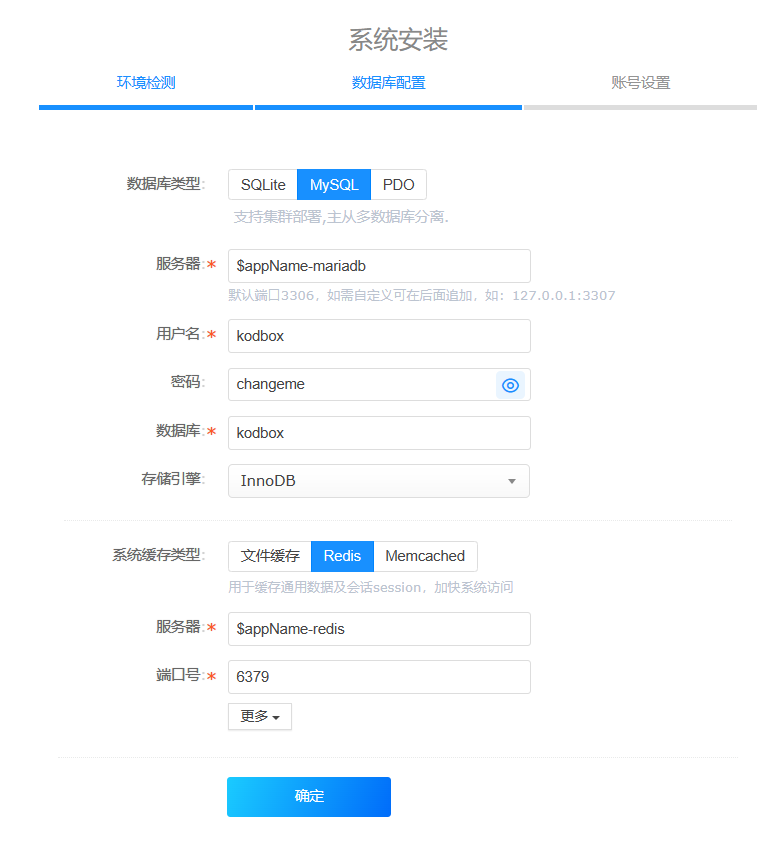 系统安装
环境检测 数据库配置 账号设置
数据库类型: SQLite MySQL PDO
支持集群部署,主从多数据库分离.
服务器:* $appName-mariadb
默认端口3306，如需自定义可在后面追加，如：127.0.0.1:3307
用户名:* kodbox
密码: changeme
数据库:* kodbox
存储引擎: InnoDB
系统缓存类型: 文件缓存 Redis Memcached
用于缓存通用数据及会话session，加快系统访问
服务器:* $appName-redis
端口号:* 6379
更多
确定